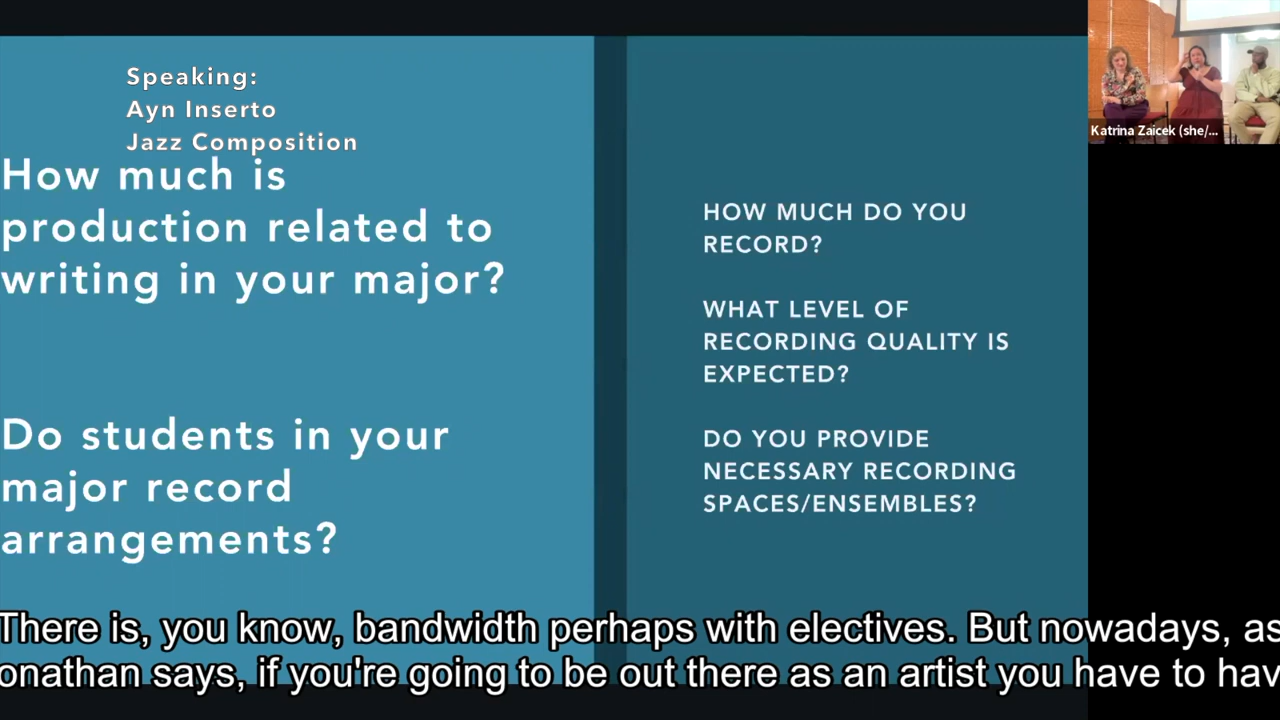 Speaking:
Ayn Inserto
Jazz Composition
How much is
production related to
writing in your major?
Do students in your
major record
arrangements?
HOW MUCH DO YOU
RECORD?
WHAT LEVEL OF
RECORDING QUALITY IS
EXPECTED?
DO YOU PROVIDE
NECESSARY RECORDING
SPACES/ENSEMBLES?
Katrina Zaicek (she/...
There is, you know, bandwidth perhaps with electives. But nowadays, as
onathan says, if you're going to be out there as an artist you have to hav